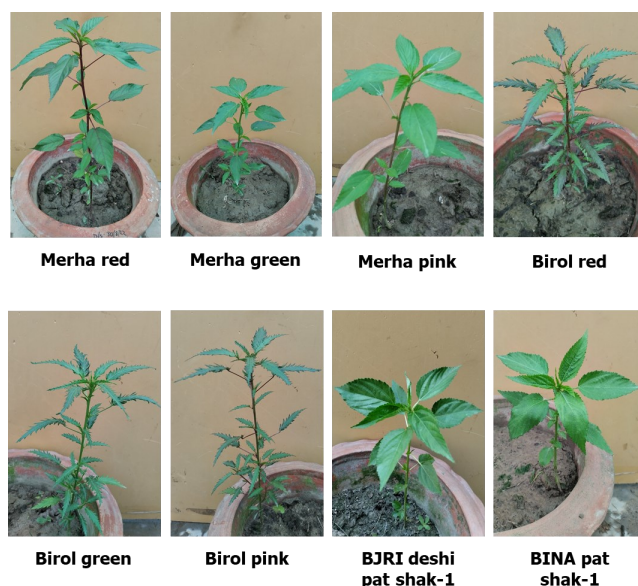 Merha red
Merha green
Merha pink
Birol red
Birol green
Birol pink
BJRI deshi
pat shak-1
BINA pat
shak-1